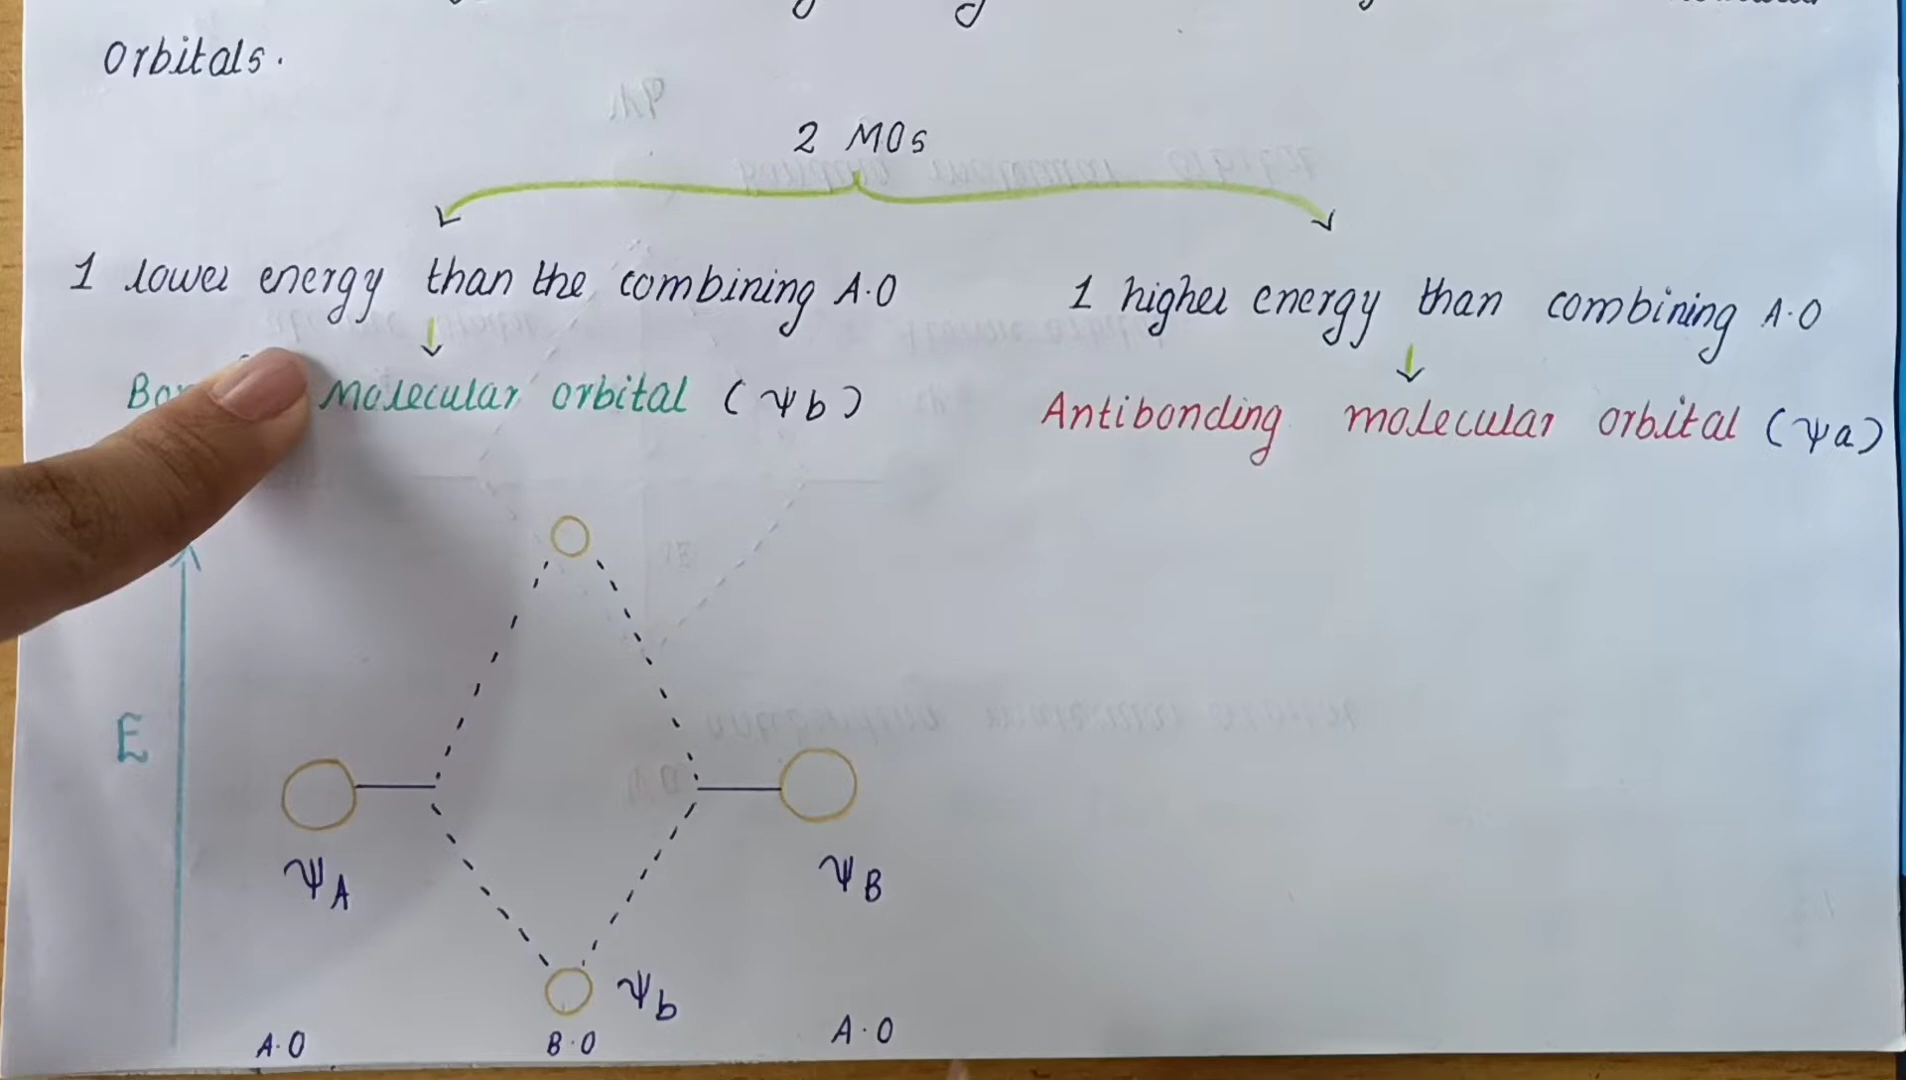 orbitals.
2 MOs
1 lower energy than the combining A.O
1 higher energy than combining A.O
Molecular orbital (ψb)
Antibonding molecular orbital (ψa)
E
ψA
ψB
ψb
A.O
B.O
A.O